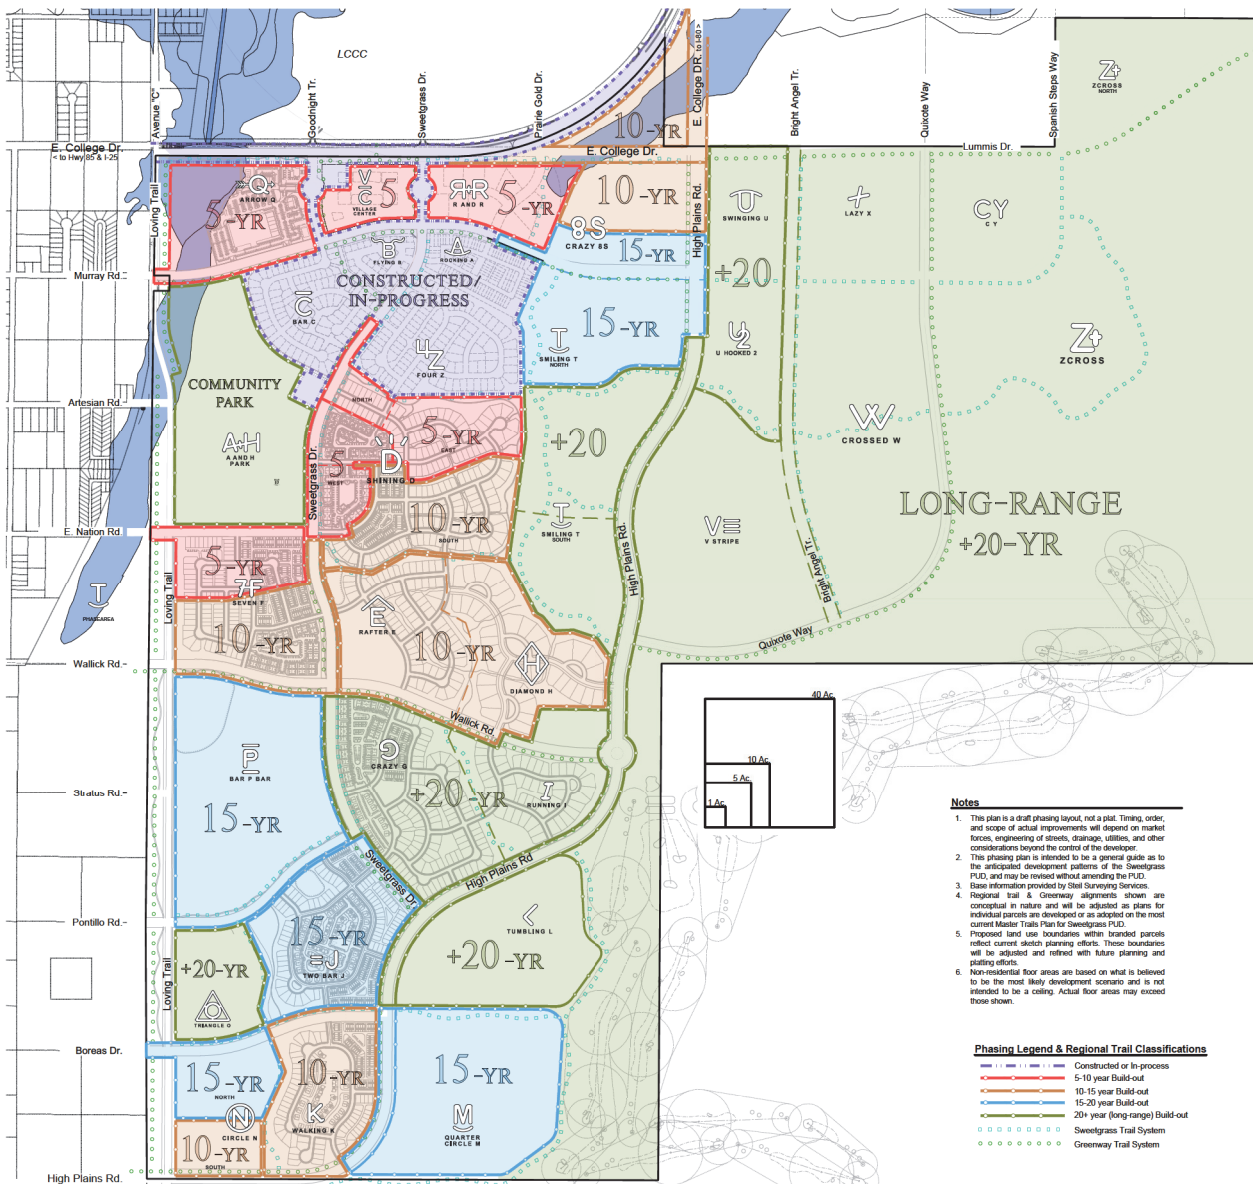 LCCC
Avenue "C"
Goodnight Tr.
Sweetgrass Dr.
Prairie Gold Dr.
E. College DR. to I-80 >
Bright Angel Tr.
Quixote Way
Spanish Steps Way
Z+
ZCROSS
NORTH
10-YR
E. College Dr.
< to Hwy 85 & I-25
E. College Dr.
Lummis Dr.
Loving Trail
Q
ARROW Q
5-YR
V
C
VILLAGE
CENTER
5
R+R
R AND R
5-YR
10-YR
8S
CRAZY 8S
High Plains Rd.
U
SWINGING U
LAZY X
CY
C Y
15-YR
B
FLYING B
A
ROCKING A
Murray Rd.
CONSTRUCTED/
IN-PROGRESS
+20
C
BAR C
15-YR
T
SMILING T
NORTH
U2
U HOOKED 2
Z+
ZCROSS
4Z
FOUR Z
COMMUNITY
PARK
Artesian Rd.
NORTH
W
CROSSED W
A+H
A AND H
PARK
Sweetgrass Dr.
5-YR
EAST
+20
5
WEST
D
SHINING D
LONG-RANGE
+20-YR
10-YR
SOUTH
T
SMILING T
SOUTH
V
V STRIPE
E. Nation Rd.
High Plains Rd.
Bright Angel Tr.
5-YR
7F
SEVEN F
Loving Trail
T
PHASEAREA
E
RAFTER E
10-YR
10-YR
H
DIAMOND H
Quixote Way
Wallick Rd.
Wallick Rd.
40 Ac.
10 Ac.
5 Ac.
1 Ac.
P
BAR P BAR
G
CRAZY G
Stratus Rd.
+20-YR
I
RUNNING I
15-YR
Sweetgrass Dr.
High Plains Rd
Notes
1. This plan is a draft phasing layout, not a plat. Timing, order,
and scope of actual improvements will depend on market
forces, engineering of streets, drainage, utilities, and other
considerations beyond the control of the developer.
2. This phasing plan is intended to be a general guide as to
the anticipated development patterns of the Sweetgrass
PUD, and may be revised without amending the PUD.
3. Base information provided by Steil Surveying Services.
4. Regional trail & Greenway alignments shown are
conceptual in nature and will be adjusted as plans for
individual parcels are developed or as adopted on the most
current Master Trails Plan for Sweetgrass PUD.
5. Proposed land use boundaries within branded parcels
reflect current sketch planning efforts. These boundaries
will be adjusted and refined with future planning and
platting efforts.
6. Non-residential floor areas are based on what is believed
to be the most likely development scenario and is not
intended to be a ceiling. Actual floor areas may exceed
those shown.
Pontillo Rd.
15-YR
=J
TWO BAR J
TUMBLING L
+20-YR
Loving Trail
+20-YR
TRIANGLE O
Boreas Dr.
15-YR
NORTH
N
CIRCLE N
10-YR
SOUTH
10-YR
K
WALKING K
15-YR
M
QUARTER
CIRCLE M
High Plains Rd.
Phasing Legend & Regional Trail Classifications
Constructed or In-process
5-10 year Build-out
10-15 year Build-out
15-20 year Build-out
20+ year (long-range) Build-out
Sweetgrass Trail System
Greenway Trail System